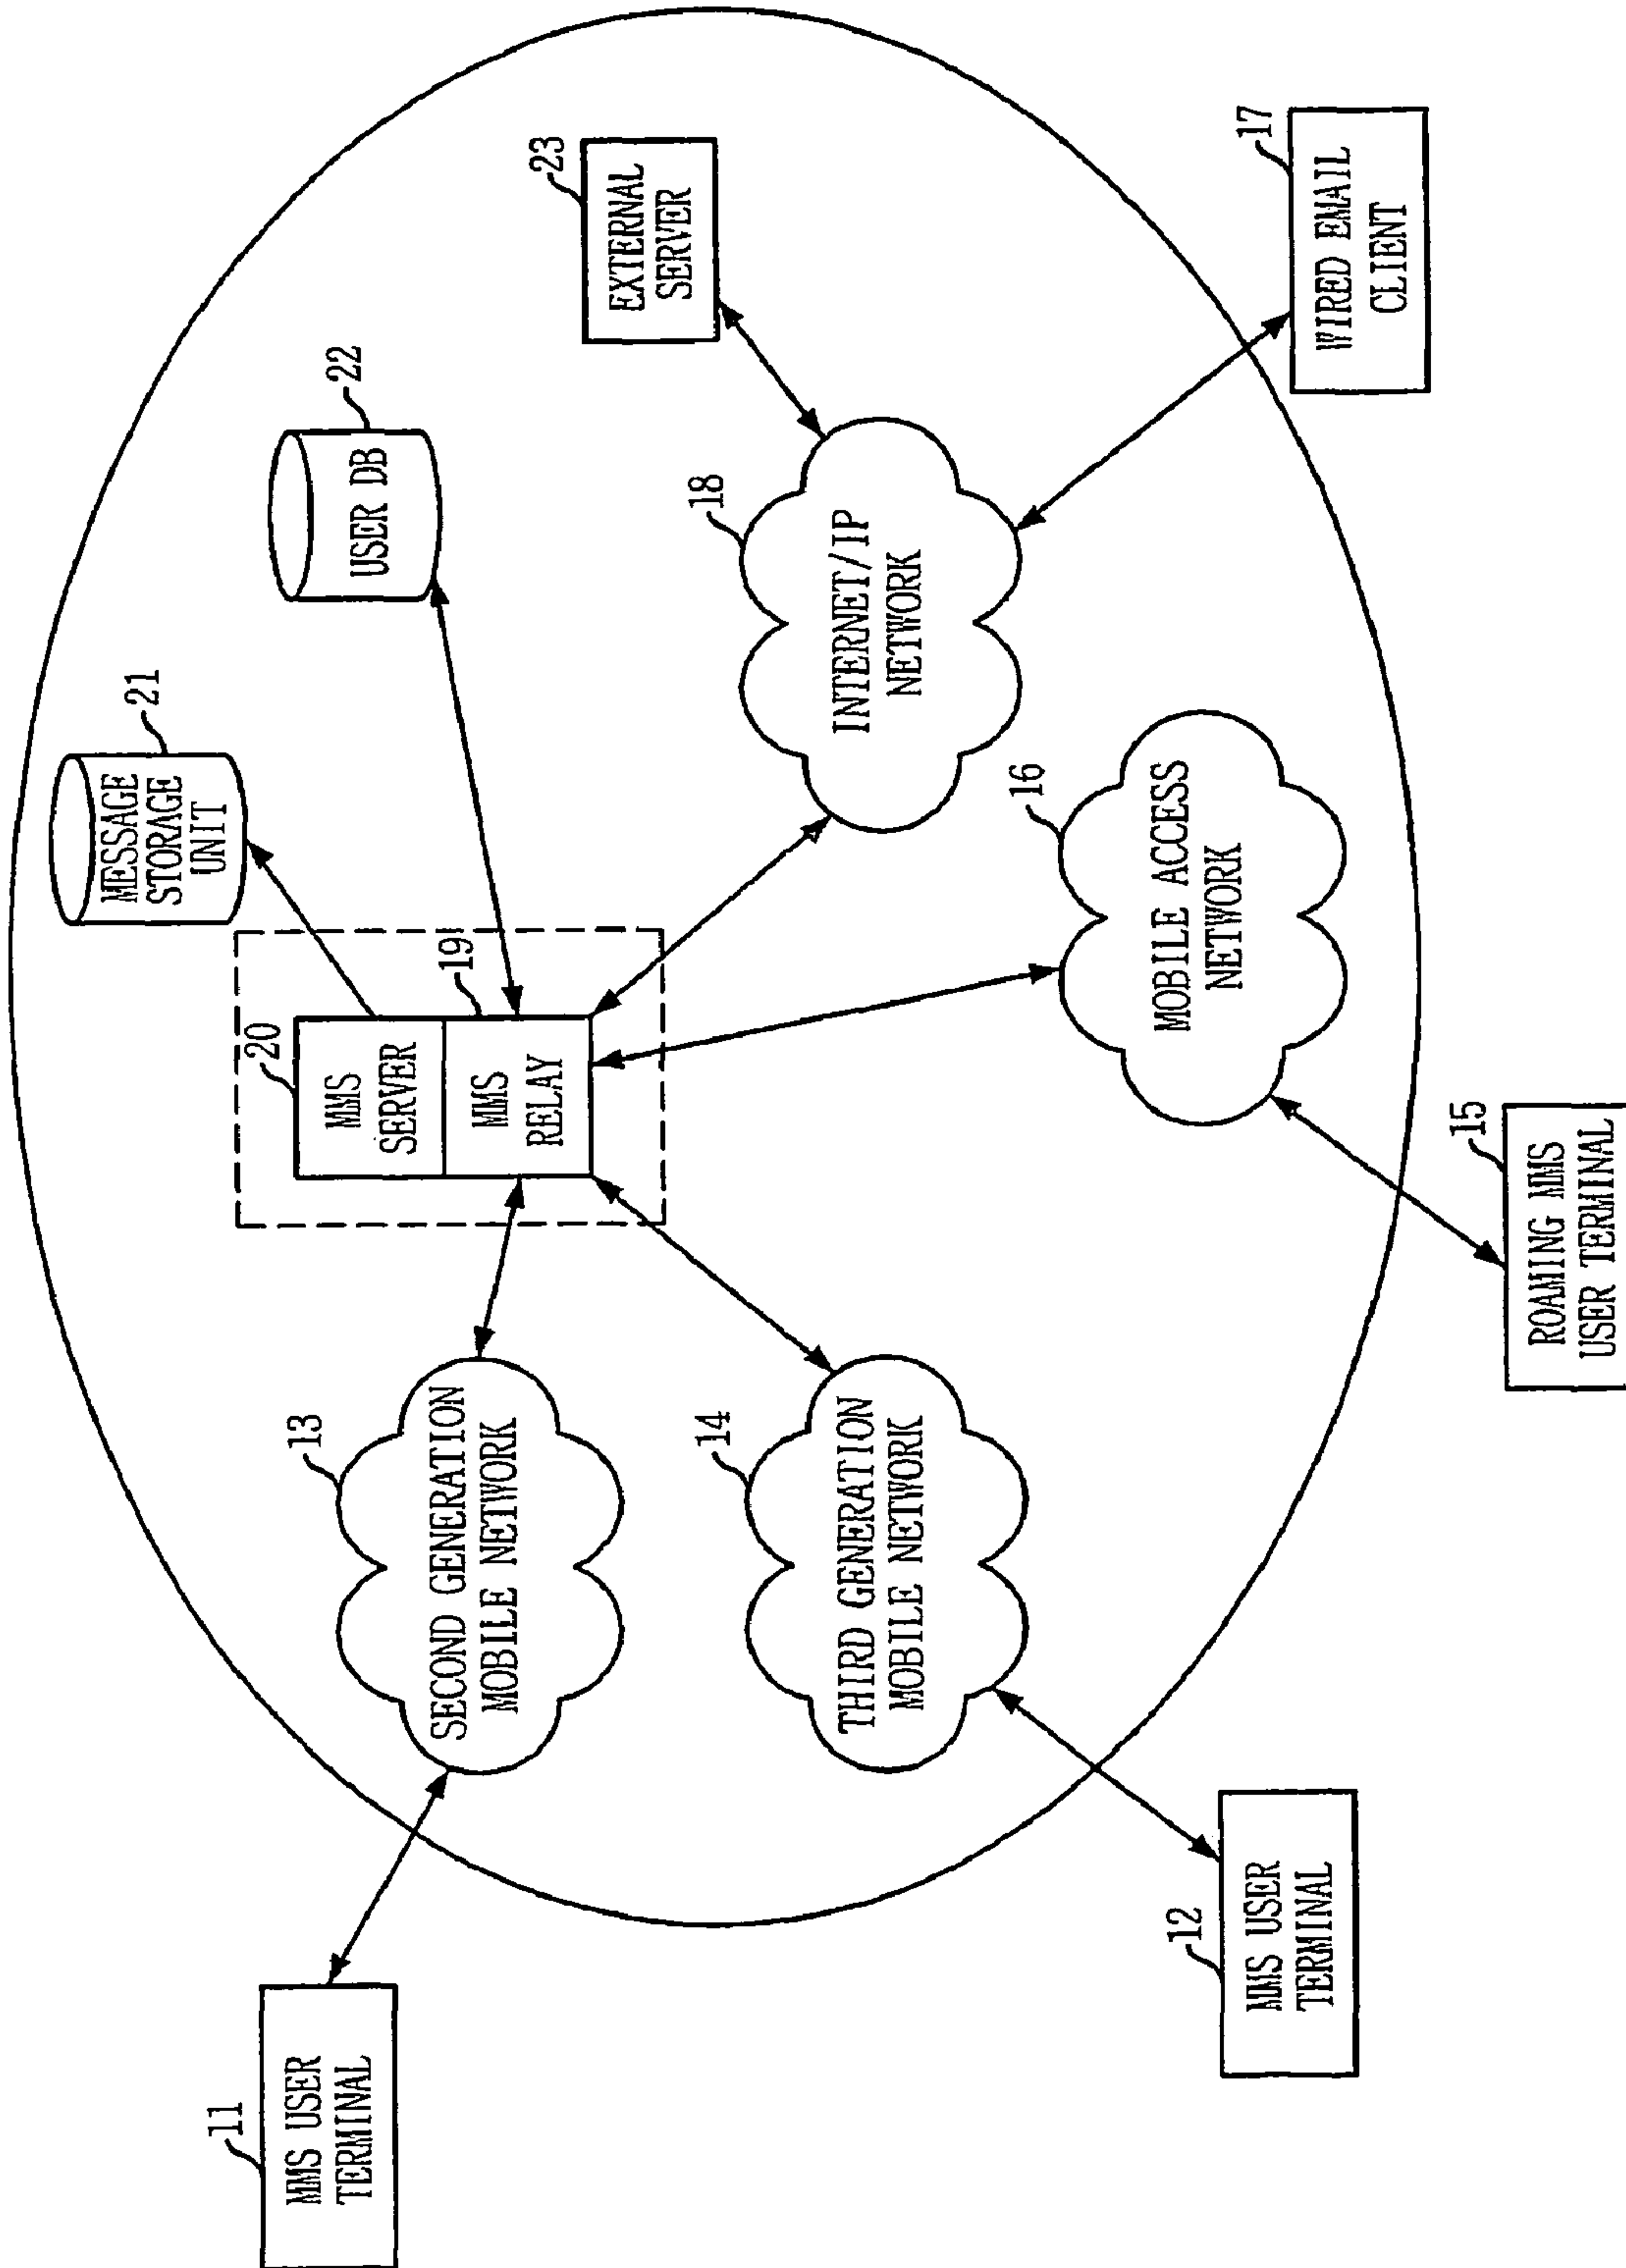 11
MMS USER
TERMINAL
12
MMS USER
TERMINAL
13
SECOND GENERATION
MOBILE NETWORK
14
THIRD GENERATION
MOBILE NETWORK
20
MMS
SERVER
19
MMS
RELAY
21
MESSAGE
STORAGE
UNIT
22
USER DB
23
EXTERNAL
SERVER
18
INTERNET/IP
NETWORK
16
MOBILE ACCESS
NETWORK
15
ROAMING MMS
USER TERMINAL
17
WIRED EMAIL
CLIENT